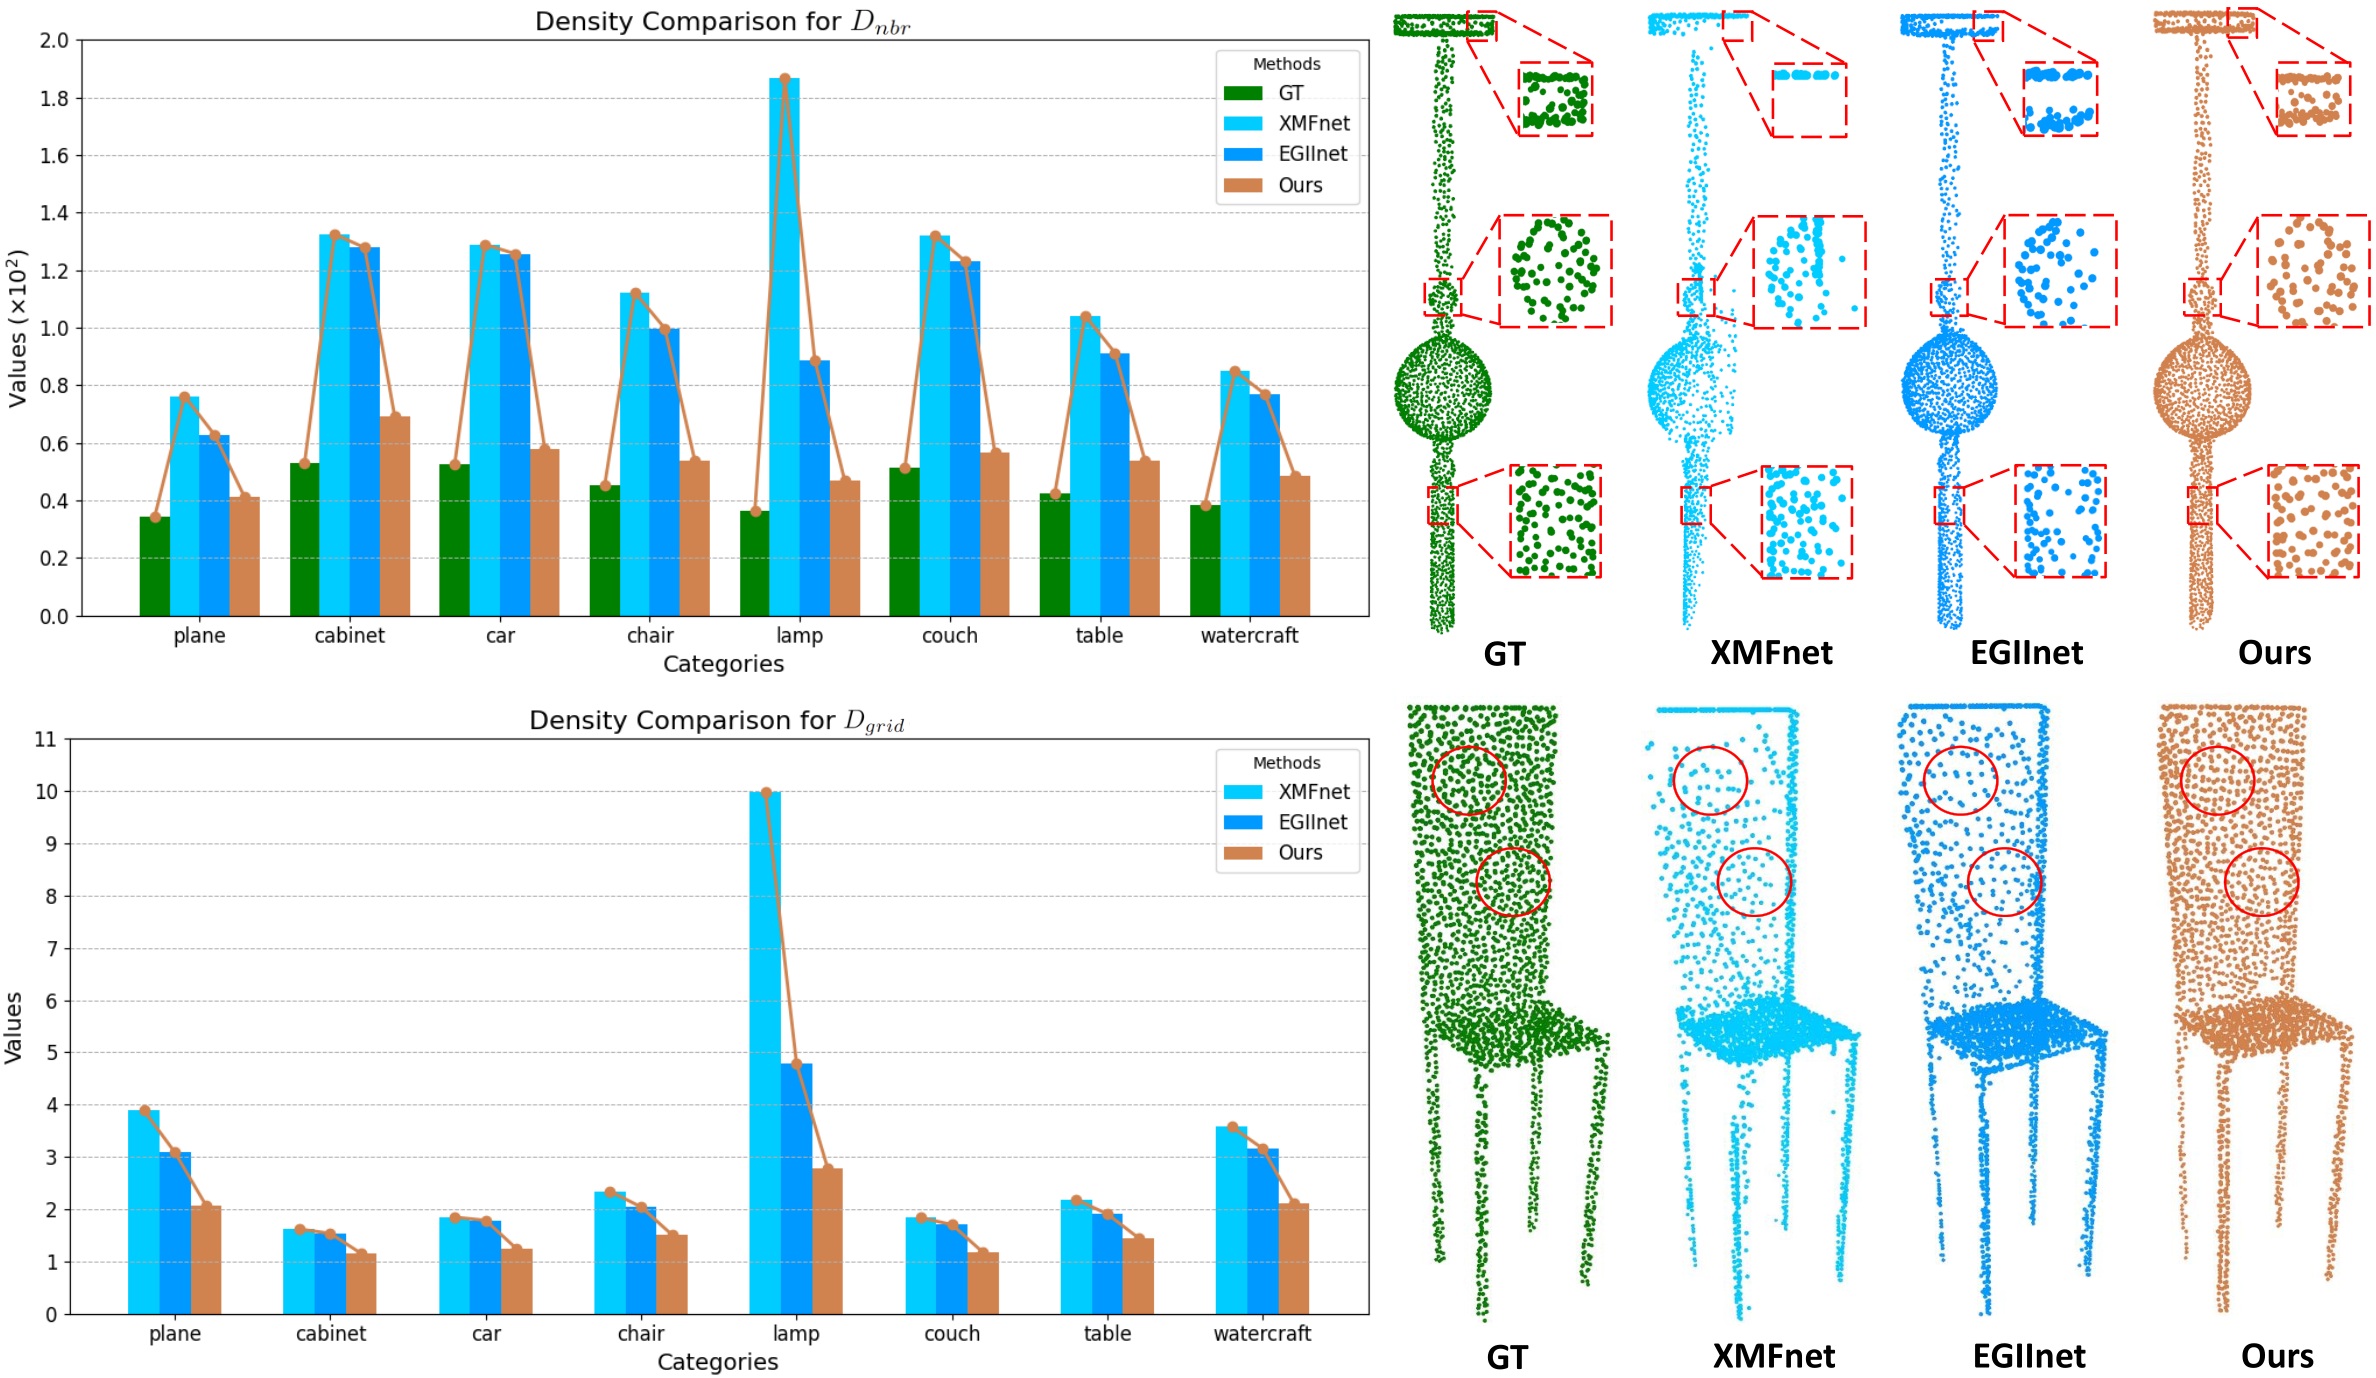 Density Comparison for D_nbr
Values (×10²)
2.0
1.8
1.6
1.4
1.2
1.0
0.8
0.6
0.4
0.2
0.0
Methods
GT
XMFnet
EGIInet
Ours
plane cabinet car chair lamp couch table watercraft
Categories
GT XMFnet EGIInet Ours
Density Comparison for D_grid
Values
11
10
9
8
7
6
5
4
3
2
1
0
Methods
XMFnet
EGIInet
Ours
plane cabinet car chair lamp couch table watercraft
Categories
GT XMFnet EGIInet Ours